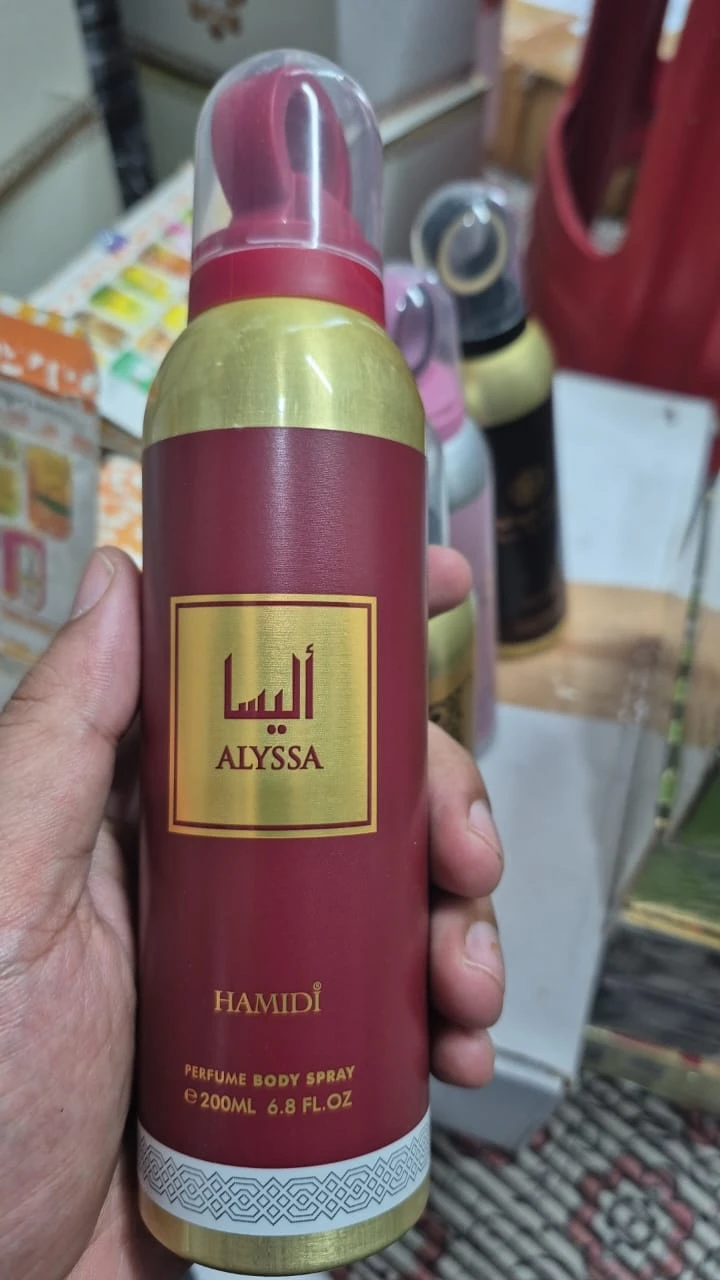 أليسا
ALYSSA
HAMIDI®
PERFUME BODY SPRAY
℮200ML 6.8 FL.OZ